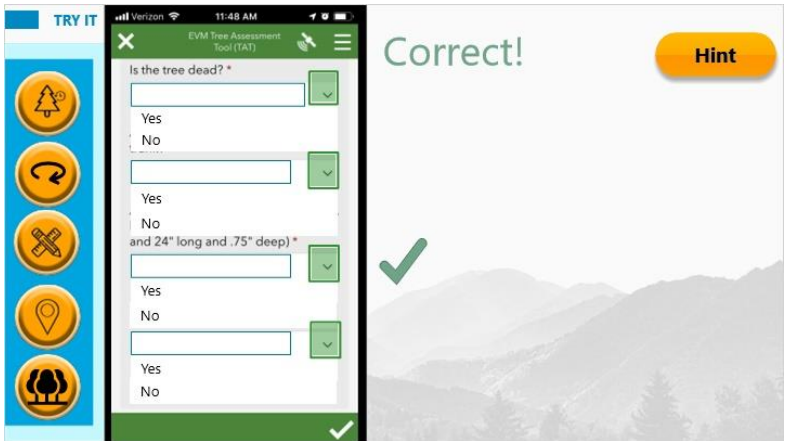 TRY IT
Verizon
11:48 AM
EVM Tree Assessment
Tool (TAT)
Is the tree dead? *
Yes
No
Yes
No
and 24" long and .75" deep) *
Yes
No
Yes
No
Correct!
Hint